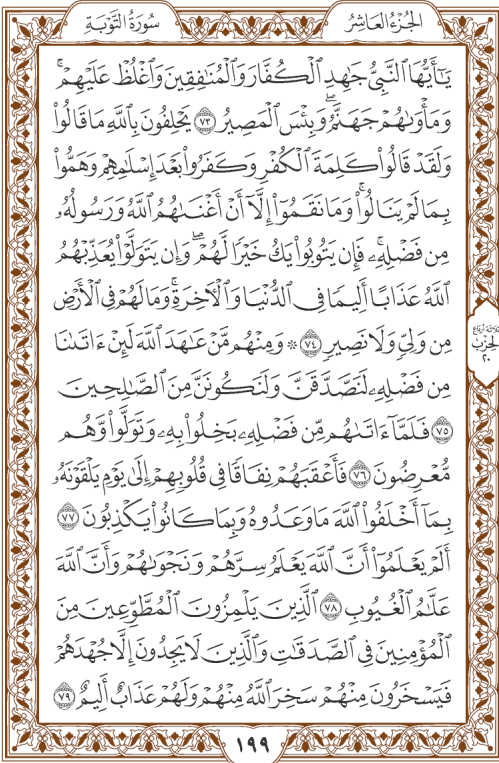 الجُزْءُ العَاشِرُ
سُورَةُ التَّوْبَةِ
يَٰٓأَيُّهَا ٱلنَّبِيُّ جَٰهِدِ ٱلْكُفَّارَ وَٱلْمُنَٰفِقِينَ وَٱغْلُظْ عَلَيْهِمْۚ
وَمَأْوَىٰهُمْ جَهَنَّمُۖ وَبِئْسَ ٱلْمَصِيرُ ٧٣ يَحْلِفُونَ بِٱللَّهِ مَا قَالُوا۟
وَلَقَدْ قَالُوا۟ كَلِمَةَ ٱلْكُفْرِ وَكَفَرُوا۟ بَعْدَ إِسْلَٰمِهِمْ وَهَمُّوا۟
بِمَا لَمْ يَنَالُوا۟ۚ وَمَا نَقَمُوٓا۟ إِلَّآ أَنْ أَغْنَىٰهُمُ ٱللَّهُ وَرَسُولُهُۥ
مِن فَضْلِهِۦۚ فَإِن يَتُوبُوا۟ يَكُ خَيْرًا لَّهُمْۖ وَإِن يَتَوَلَّوْا۟ يُعَذِّبْهُمُ
ٱللَّهُ عَذَابًا أَلِيمًا فِى ٱلدُّنْيَا وَٱلْءَاخِرَةِۚ وَمَا لَهُمْ فِى ٱلْأَرْضِ
مِن وَلِىٍّ وَلَا نَصِيرٍ ٧٤ ۞ وَمِنْهُم مَّنْ عَٰهَدَ ٱللَّهَ لَئِنْ ءَاتَىٰنَا
مِن فَضْلِهِۦ لَنَصَّدَّقَنَّ وَلَنَكُونَنَّ مِنَ ٱلصَّٰلِحِينَ
٧٥ فَلَمَّآ ءَاتَىٰهُم مِّن فَضْلِهِۦ بَخِلُوا۟ بِهِۦ وَتَوَلَّوا۟ وَّهُم
مُّعْرِضُونَ ٧٦ فَأَعْقَبَهُمْ نِفَاقًا فِى قُلُوبِهِمْ إِلَىٰ يَوْمِ يَلْقَوْنَهُۥ
بِمَآ أَخْلَفُوا۟ ٱللَّهَ مَا وَعَدُوهُ وَبِمَا كَانُوا۟ يَكْذِبُونَ ٧٧
أَلَمْ يَعْلَمُوٓا۟ أَنَّ ٱللَّهَ يَعْلَمُ سِرَّهُمْ وَنَجْوَىٰهُمْ وَأَنَّ ٱللَّهَ
عَلَّٰمُ ٱلْغُيُوبِ ٧٨ ٱلَّذِينَ يَلْمِزُونَ ٱلْمُطَّوِّعِينَ مِنَ
ٱلْمُؤْمِنِينَ فِى ٱلصَّدَقَٰتِ وَٱلَّذِينَ لَا يَجِدُونَ إِلَّا جُهْدَهُمْ
فَيَسْخَرُونَ مِنْهُمْ سَخِرَ ٱللَّهُ مِنْهُمْ وَلَهُمْ عَذَابٌ أَلِيمٌ ٧٩
ثلاثة أرباع
الحزب
٢٠
١٩٩